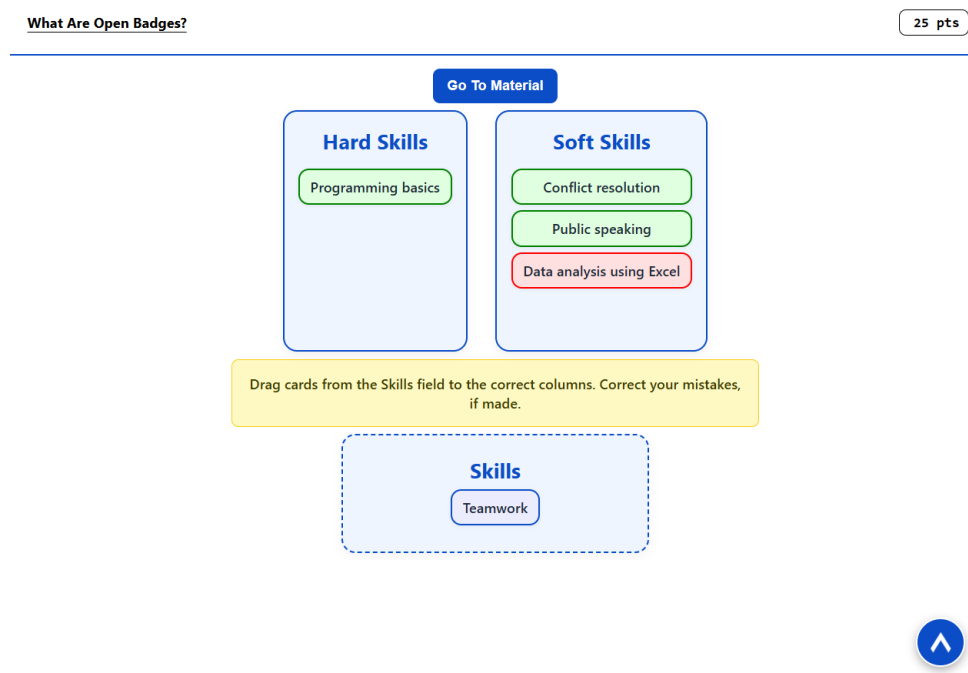 What Are Open Badges?
25 pts
Go To Material
Hard Skills
Programming basics
Soft Skills
Conflict resolution
Public speaking
Data analysis using Excel
Drag cards from the Skills field to the correct columns. Correct your mistakes,
if made.
Skills
Teamwork